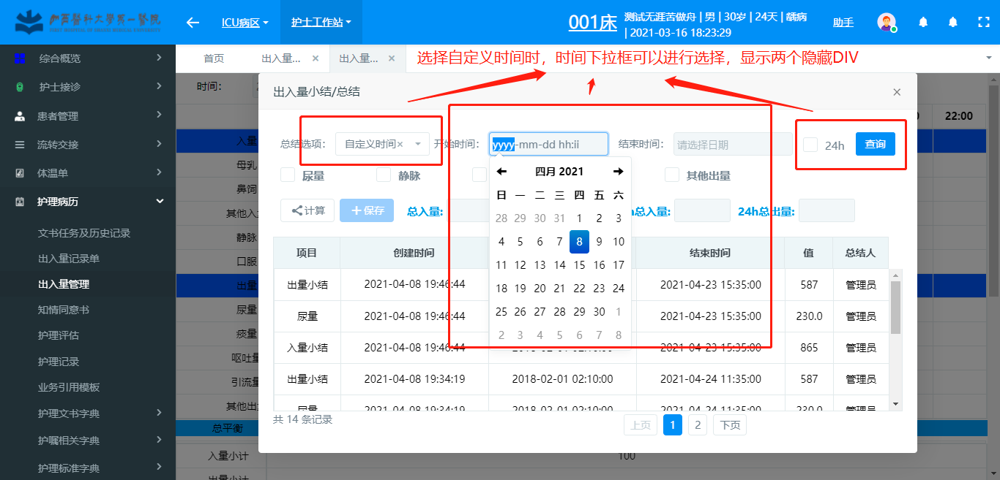 广西医科大学第一医院
ICU病区
护士工作站
001床
测试无涯苦做舟 | 男 | 30岁 | 24天 | 龋病
| 2021-03-16 18:23:29
助手
综合概览
护士接诊
患者管理
流转交接
体温单
护理病历
文书任务及历史记录
出入量记录单
出入量管理
知情同意书
护理评估
护理记录
业务引用模板
护理文书字典
护嘱相关字典
护理标准字典
首页
出入量... ×
出入量... ×
选择自定义时间时，时间下拉框可以进行选择，显示两个隐藏DIV
时间:
22:00
入量
母乳
鼻饲
其他入
静脉
口服
出量
尿量
痰量
呕吐量
引流量
其他出
总平衡
入量小计
100
出量小计
出入量小结/总结
×
总结选项: 自定义时间× 开始时间: yyyy-mm-dd hh:ii 结束时间: 请选择日期 24h 查询
尿量 静脉 其他出量
计算 +保存 总入量: 总入量: 24h总出量:
四月 2021
日 一 二 三 四 五 六
28 29 30 31 1 2 3
4 5 6 7 8 9 10
11 12 13 14 15 16 17
18 19 20 21 22 23 24
25 26 27 28 29 30 1
2 3 4 5 6 7 8
项目 创建时间 结束时间 值 总结人
出量小结 2021-04-08 19:46:44 2021-04-23 15:35:00 587 管理员
尿量 2021-04-08 19:46:44 2021-04-23 15:35:00 230.0 管理员
入量小结 2021-04-08 19:46:44 2018-02-01 02:10:00 2021-04-23 15:35:00 865 管理员
出量小结 2021-04-08 19:34:19 2018-02-01 02:10:00 2021-04-24 11:35:00 587 管理员
尿量 2021-04-08 19:34:19 2018-02-01 02:10:00 2021-04-24 11:35:00 230.0 管理员
共 14 条记录
上页 1 2 下页